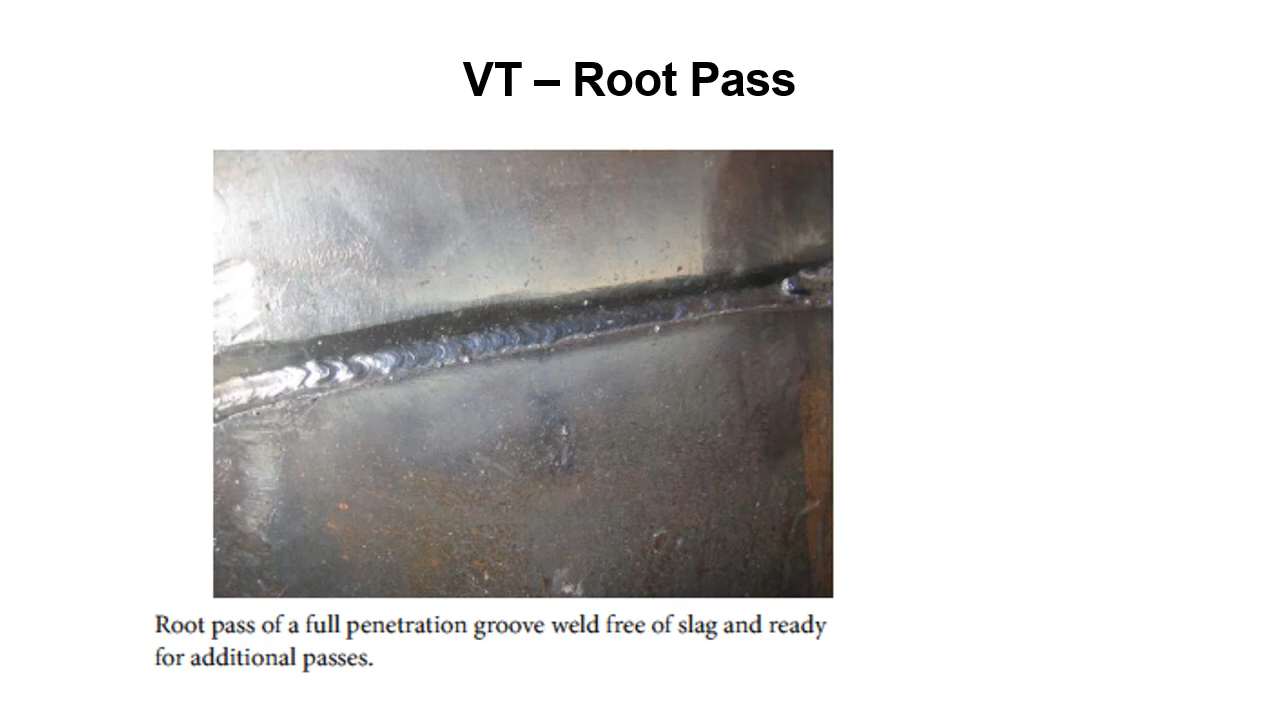 VT – Root Pass
Root pass of a full penetration groove weld free of slag and ready
for additional passes.